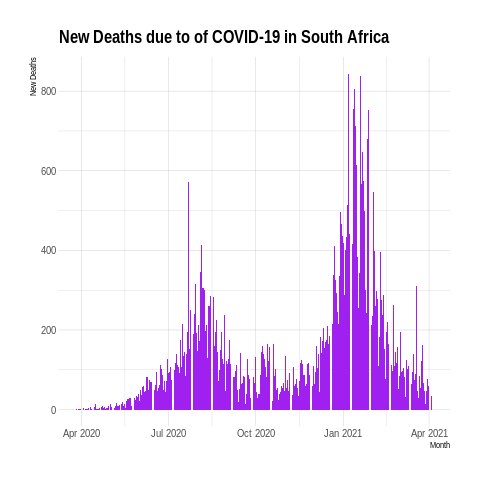 New Deaths due to of COVID-19 in South Africa
New Deaths
800
600
400
200
0
Apr 2020 Jul 2020 Oct 2020 Jan 2021 Apr 2021
Month